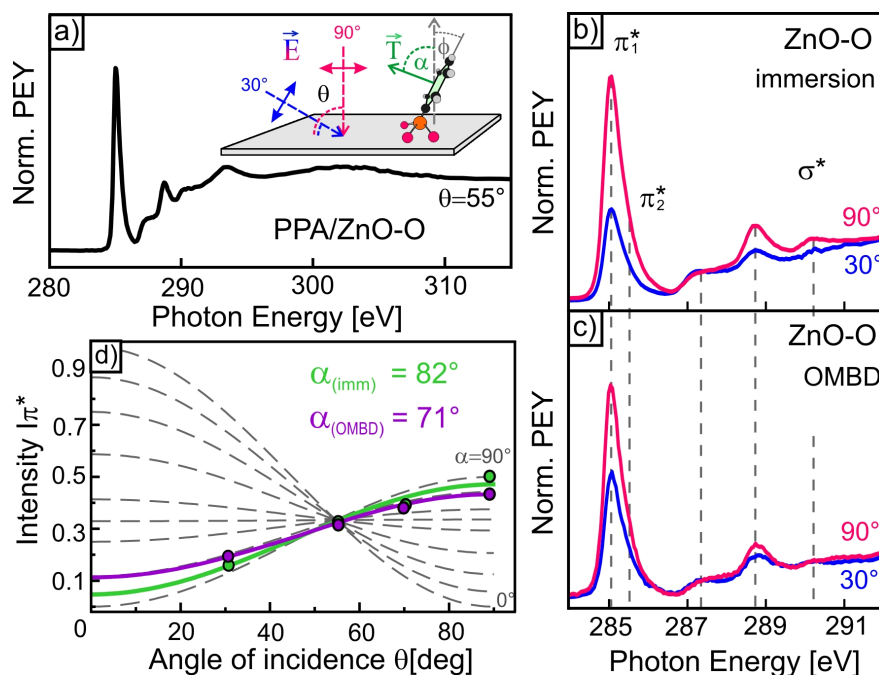 a)
Norm. PEY
E
90°
30°
θ
T
α
ϕ
θ=55°
PPA/ZnO-O
280 290 300 310
Photon Energy [eV]
b)
Norm. PEY
π₁*
ZnO-O
immersion
π₂*
σ*
90°
30°
c)
Norm. PEY
ZnO-O
OMBD
90°
30°
285 287 289 291
Photon Energy [eV]
d)
Intensity Iπ*
0.9
0.7
0.5
0.3
0.1
α(imm) = 82°
α(OMBD) = 71°
α=90°
0°
0 20 40 60 80
Angle of incidence θ[deg]